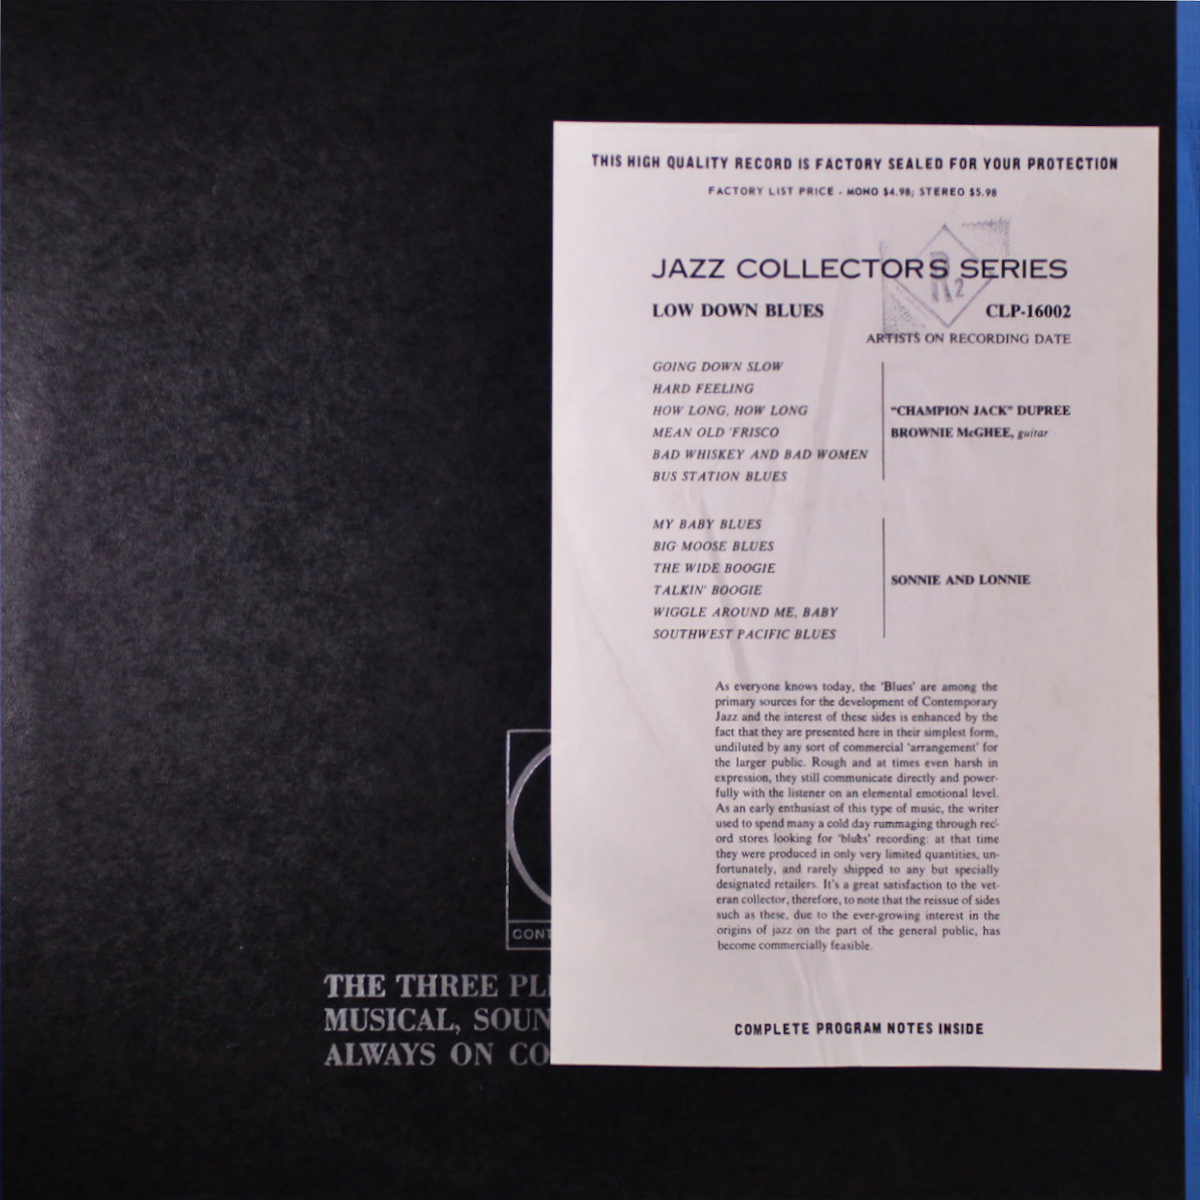 THIS HIGH QUALITY RECORD IS FACTORY SEALED FOR YOUR PROTECTION
FACTORY LIST PRICE - MONO $4.98; STEREO $5.98
R2
JAZZ COLLECTORS SERIES
LOW DOWN BLUES CLP-16002
ARTISTS ON RECORDING DATE
GOING DOWN SLOW
HARD FEELING
HOW LONG, HOW LONG
MEAN OLD 'FRISCO
BAD WHISKEY AND BAD WOMEN
BUS STATION BLUES
"CHAMPION JACK" DUPREE
BROWNIE McGHEE, guitar
MY BABY BLUES
BIG MOOSE BLUES
THE WIDE BOOGIE
TALKIN' BOOGIE
WIGGLE AROUND ME, BABY
SOUTHWEST PACIFIC BLUES
SONNIE AND LONNIE
As everyone knows today, the 'Blues' are among the
primary sources for the development of Contemporary
Jazz and the interest of these sides is enhanced by the
fact that they are presented here in their simplest form,
undiluted by any sort of commercial 'arrangement' for
the larger public. Rough and at times even harsh in
expression, they still communicate directly and power-
fully with the listener on an elemental emotional level.
As an early enthusiast of this type of music, the writer
used to spend many a cold day rummaging through rec-
ord stores looking for 'blues' recording: at that time
they were produced in only very limited quantities, un-
fortunately, and rarely shipped to any but specially
designated retailers. It's a great satisfaction to the vet-
eran collector, therefore, to note that the reissue of sides
such as these, due to the ever-growing interest in the
origins of jazz on the part of the general public, has
become commercially feasible.
COMPLETE PROGRAM NOTES INSIDE
CONT
THE THREE PL
MUSICAL, SOUN
ALWAYS ON CO